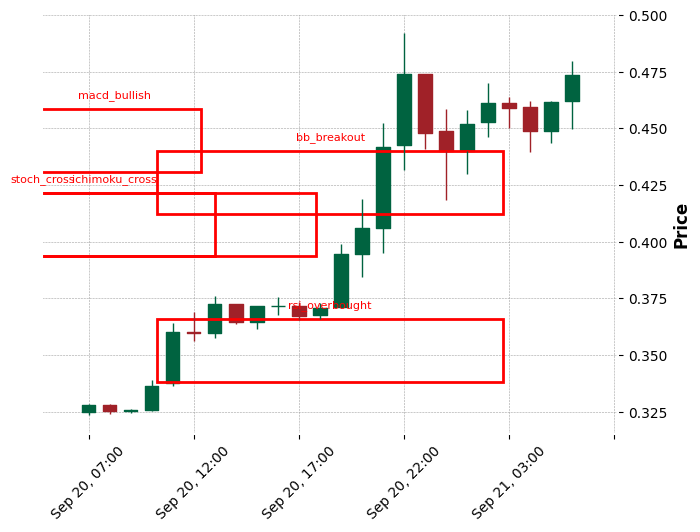 0.500
macd_bullish
0.475
bb_breakout
0.450
stoch_cross
ichimoku_cross
0.425
Price
0.400
rsi_overbought
0.375
0.350
0.325
Sep 20, 07:00
Sep 20, 12:00
Sep 20, 17:00
Sep 20, 22:00
Sep 21, 03:00